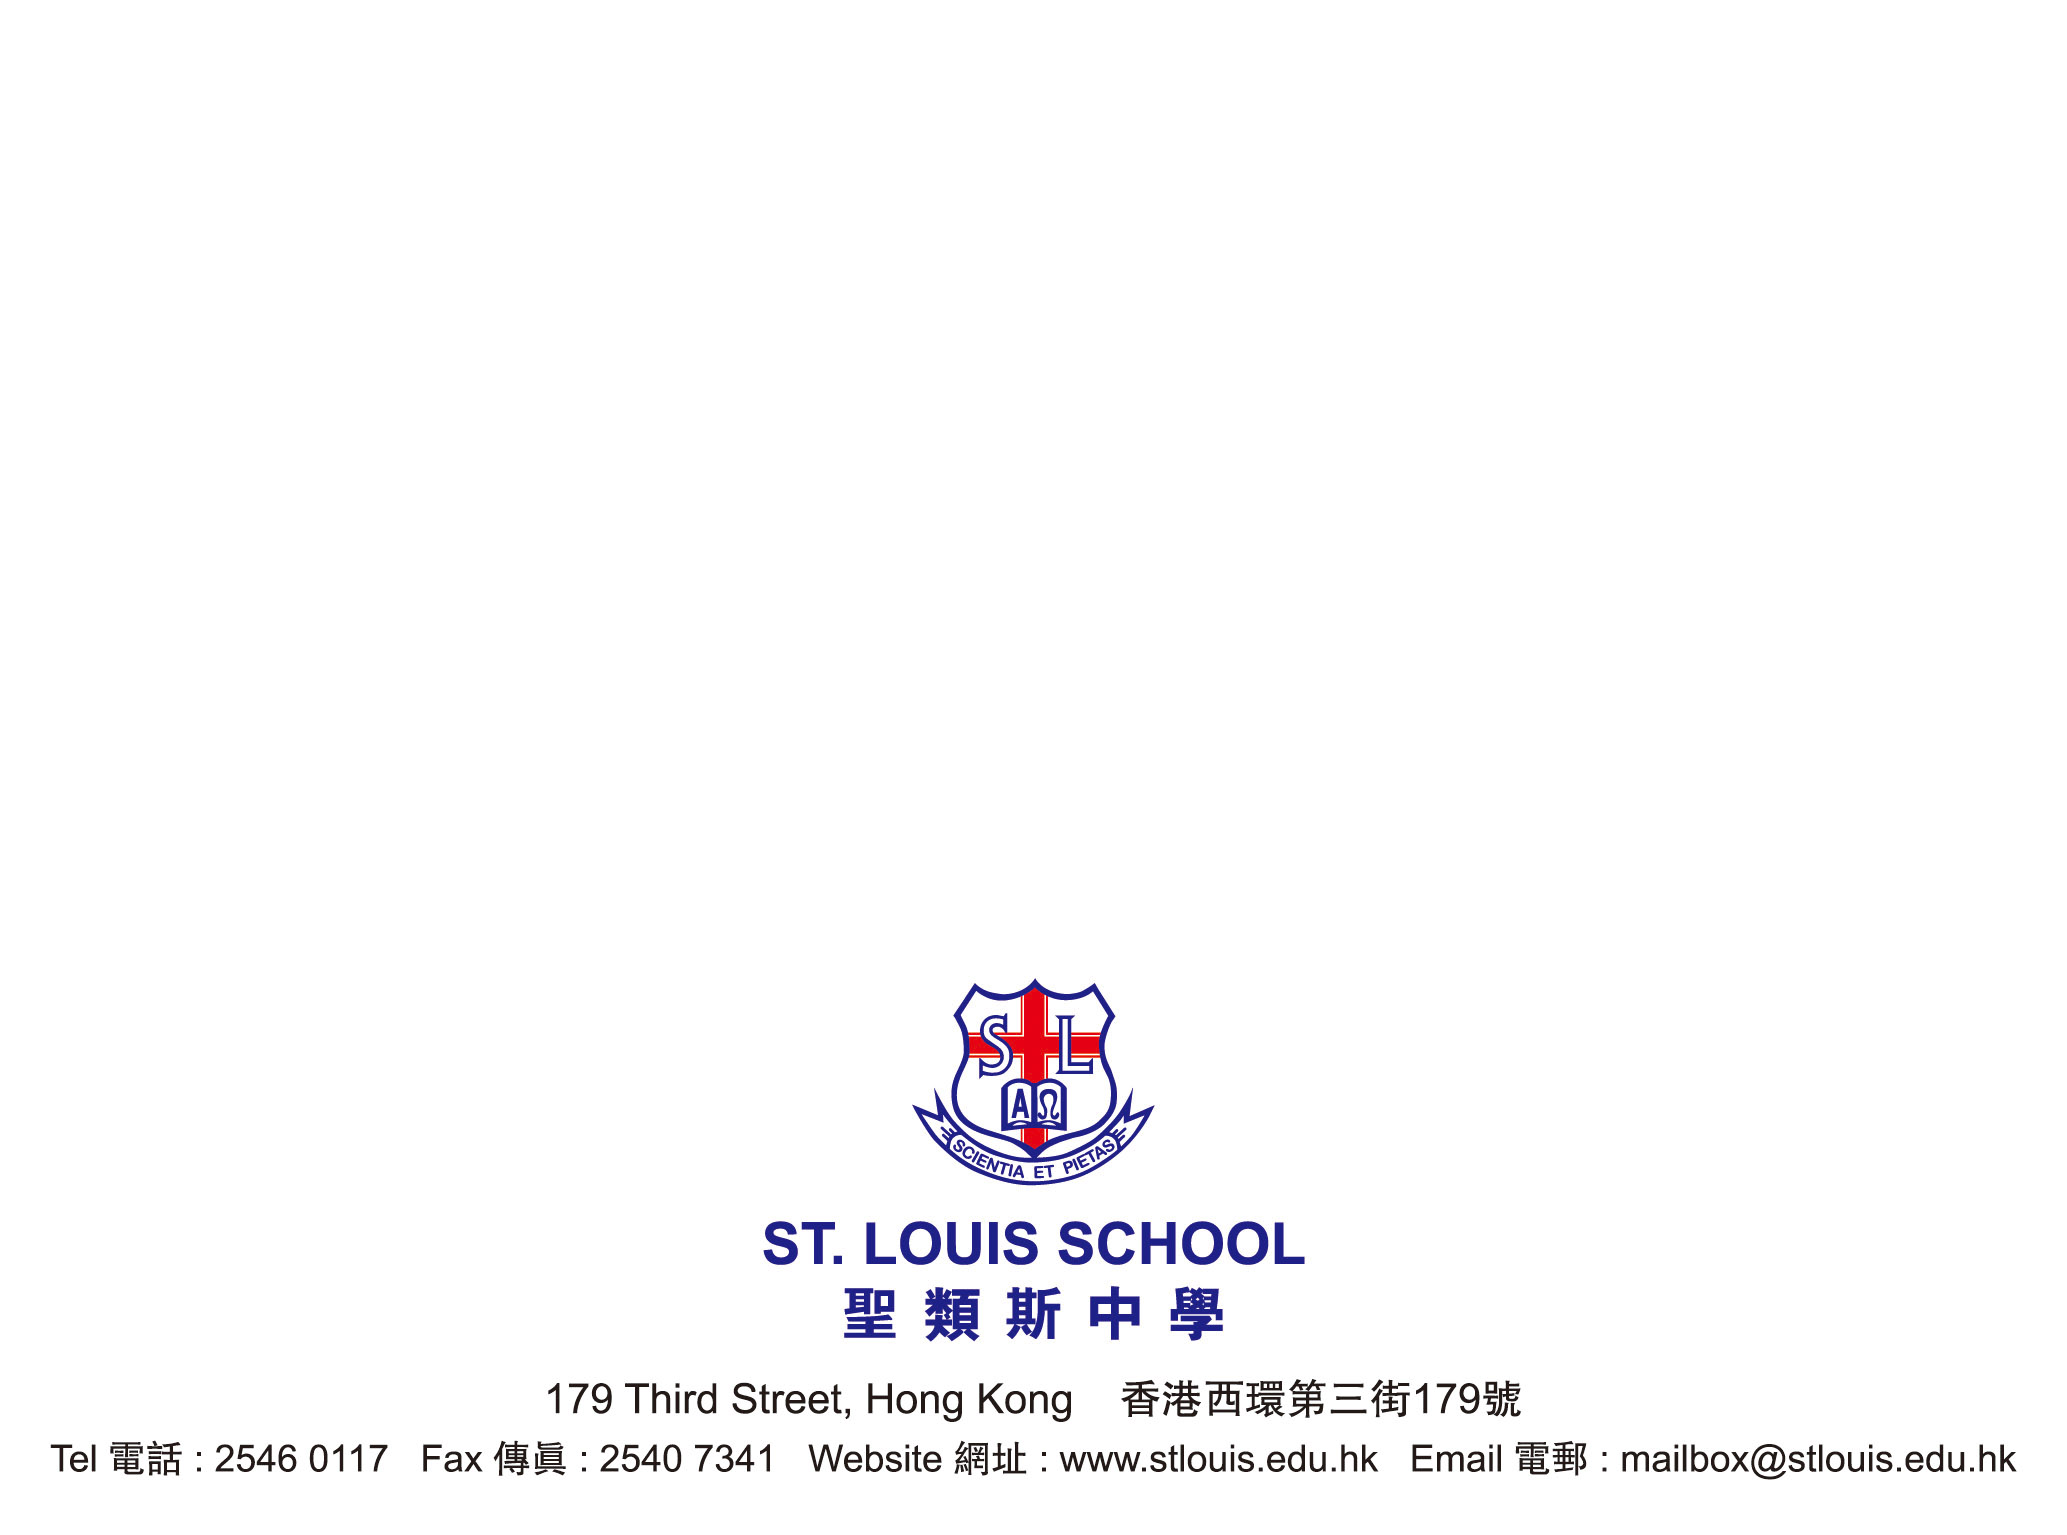 S L
A Ω
SCIENTIA ET PIETAS
ST. LOUIS SCHOOL
聖類斯中學
179 Third Street, Hong Kong 香港西環第三街179號
Tel 電話 : 2546 0117 Fax 傳眞 : 2540 7341 Website 網址 : www.stlouis.edu.hk Email 電郵 : mailbox@stlouis.edu.hk